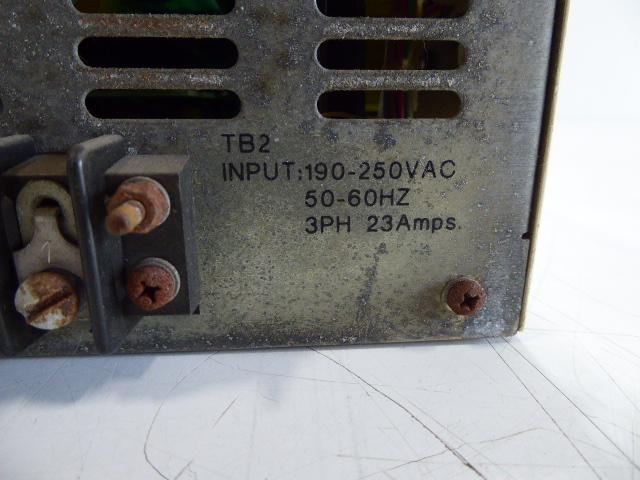 TB2
INPUT:190-250VAC
50-60HZ
3PH 23Amps.